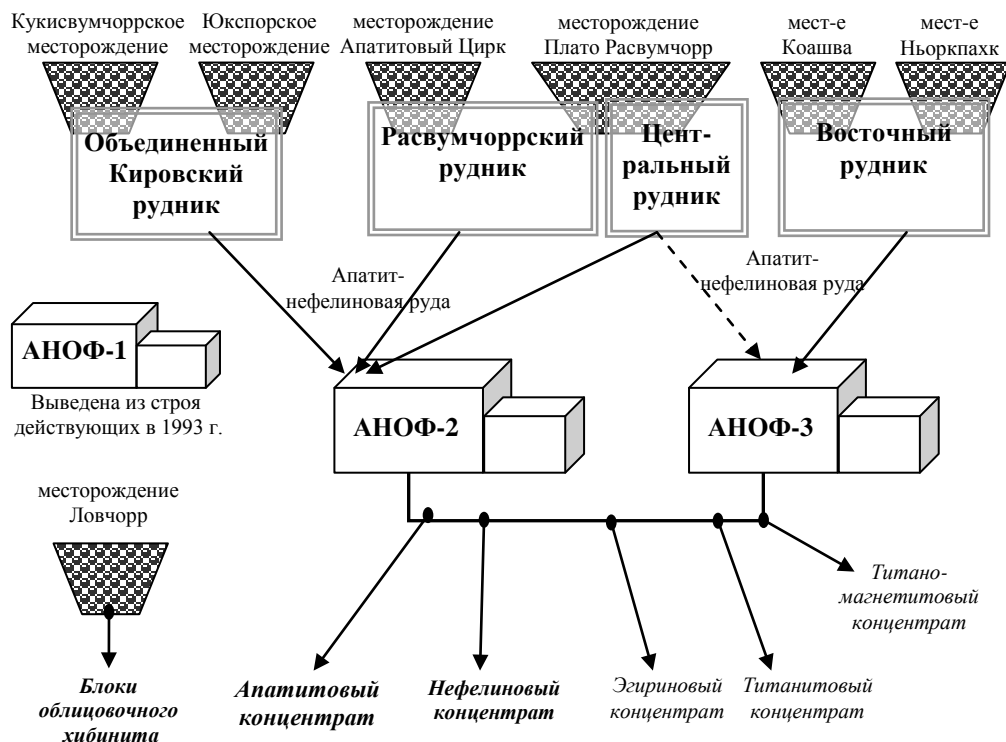 Кукисвумчоррское
месторождение
Юкспорское
месторождение
месторождение
Апатитовый Цирк
месторождение
Плато Расвумчорр
мест-е
Коашва
мест-е
Ньоркпахк
Объединенный
Кировский
рудник
Расвумчоррский
рудник
Цент-
ральный
рудник
Восточный
рудник
Апатит-
нефелиновая руда
Апатит-
нефелиновая руда
АНОФ-1
Выведена из строя
действующих в 1993 г.
АНОФ-2
АНОФ-3
месторождение
Ловчорр
Титано-
магнетитовый
концентрат
Блоки
облицовочного
хибинита
Апатитовый
концентрат
Нефелиновый
концентрат
Эгириновый
концентрат
Титанитовый
концентрат